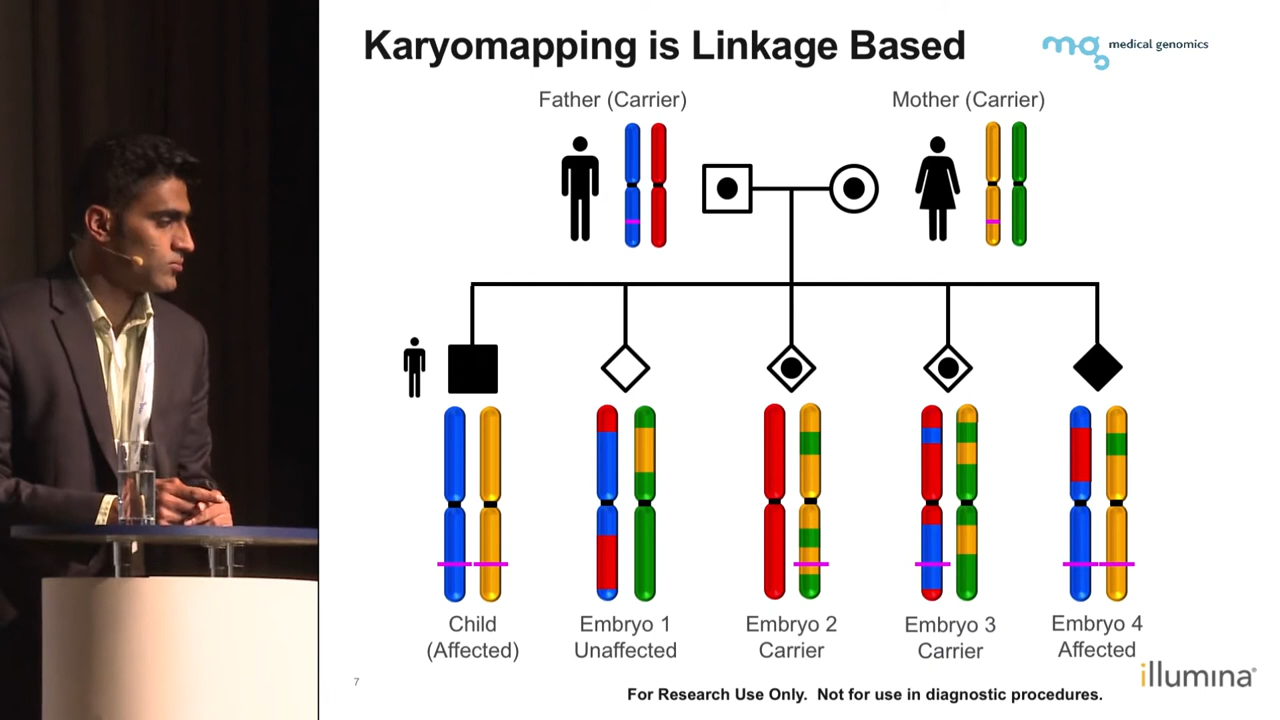 Karyomapping is Linkage Based
mg medical genomics
Father (Carrier)
Mother (Carrier)
Child
(Affected)
Embryo 1
Unaffected
Embryo 2
Carrier
Embryo 3
Carrier
Embryo 4
Affected
7
For Research Use Only. Not for use in diagnostic procedures.
illumina®